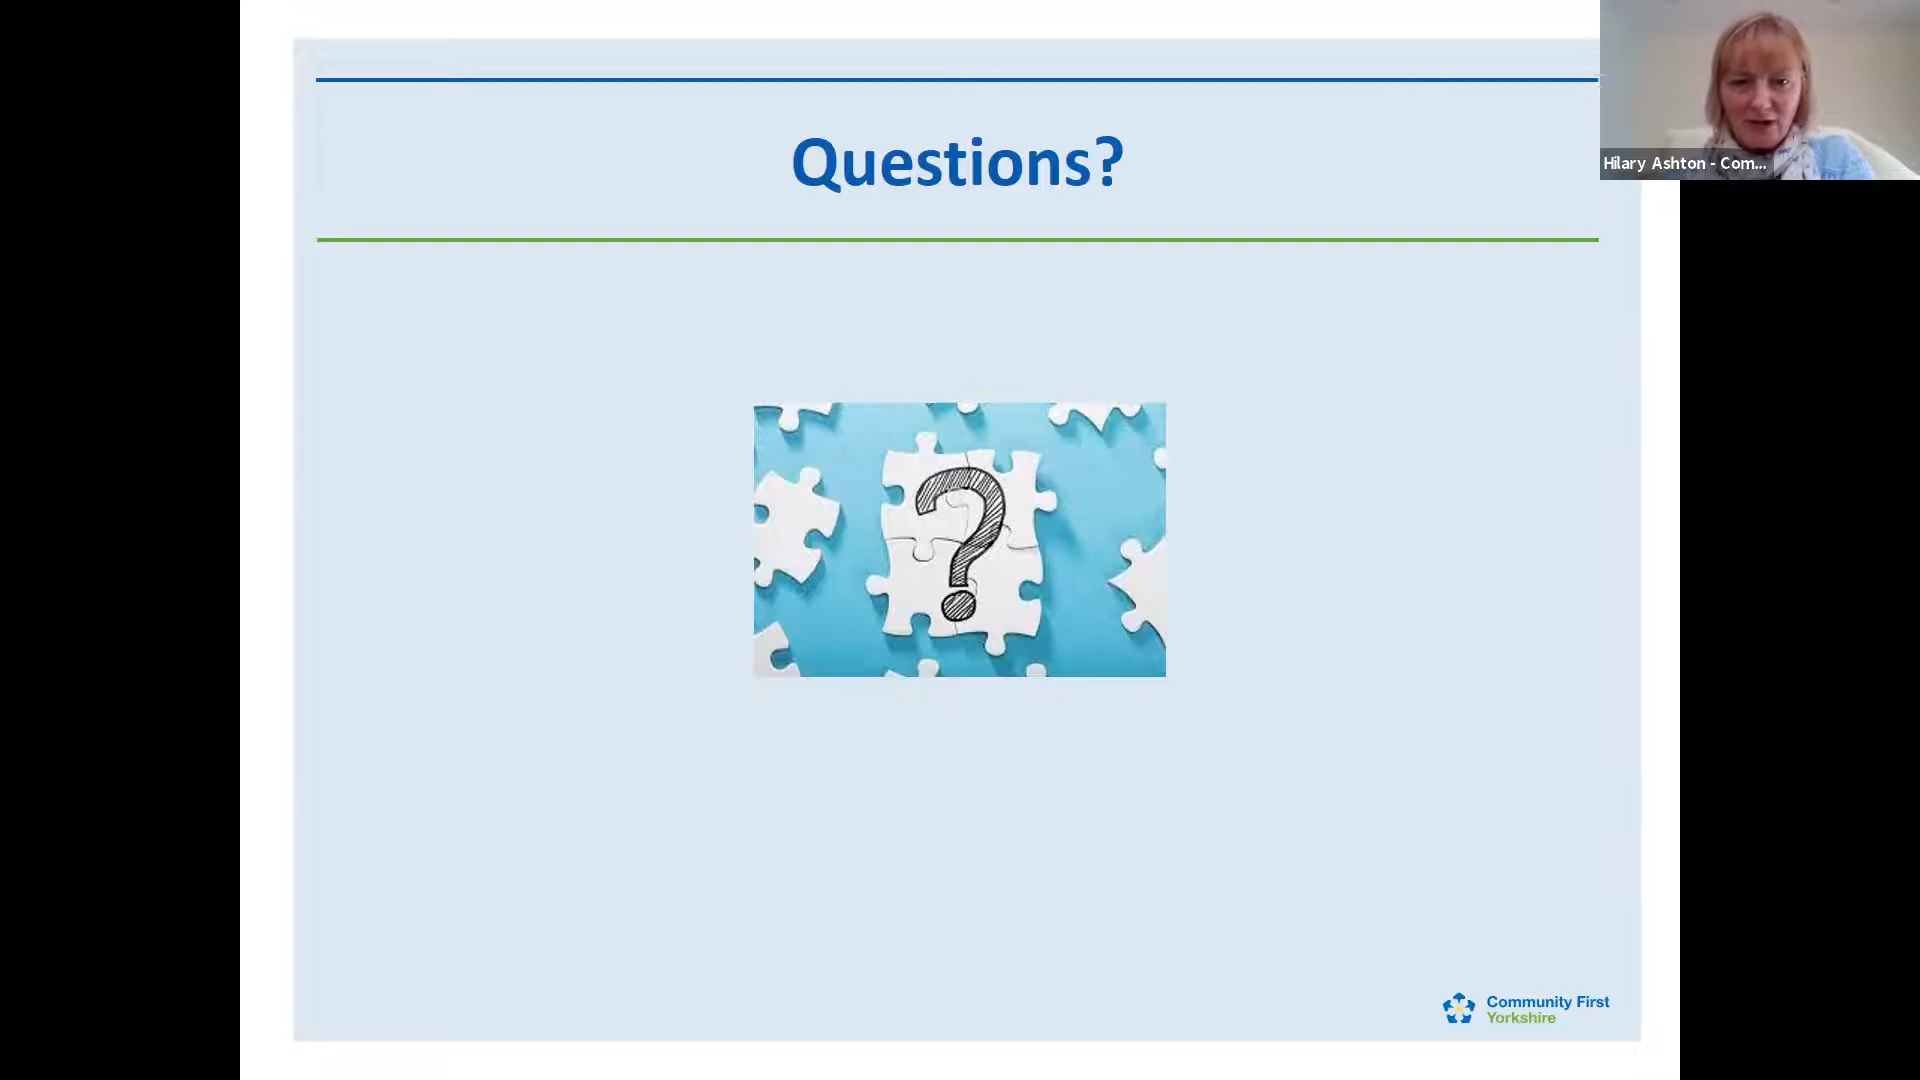 Questions?
Hilary Ashton - Com...
?
Community First
Yorkshire